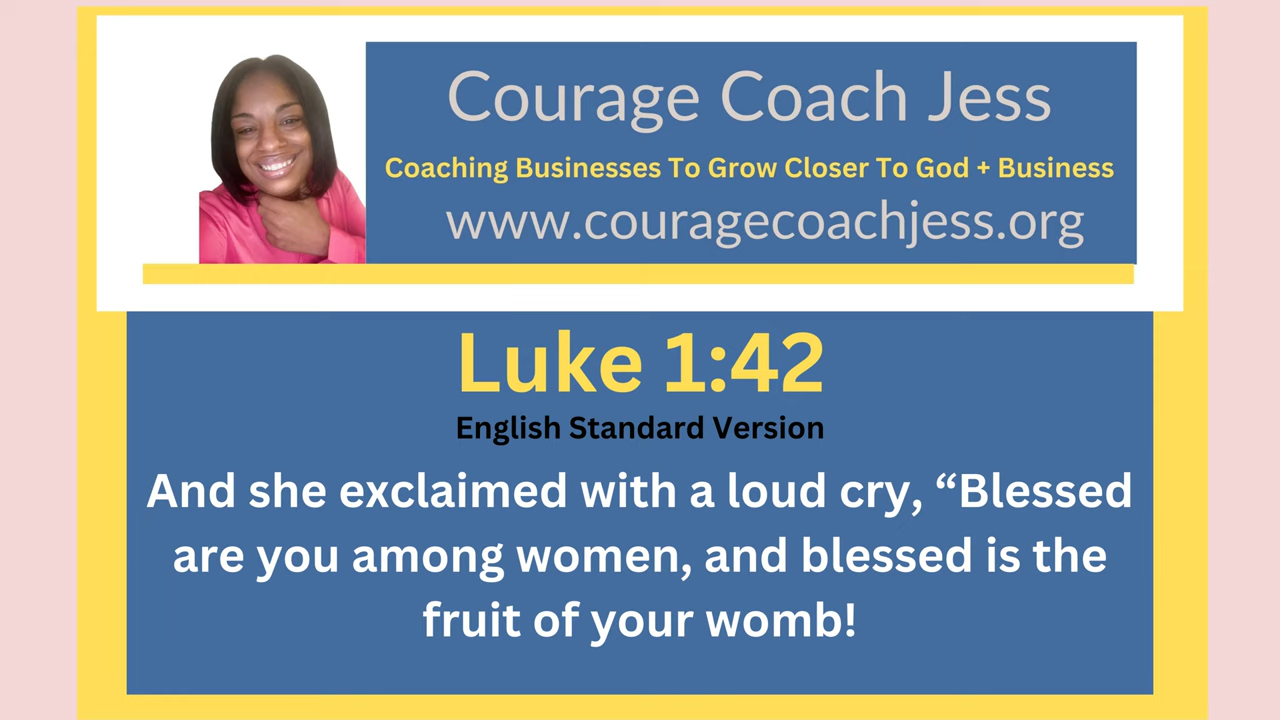 Courage Coach Jess
Coaching Businesses To Grow Closer To God + Business
www.couragecoachjess.org
Luke 1:42
English Standard Version
And she exclaimed with a loud cry, “Blessed
are you among women, and blessed is the
fruit of your womb!